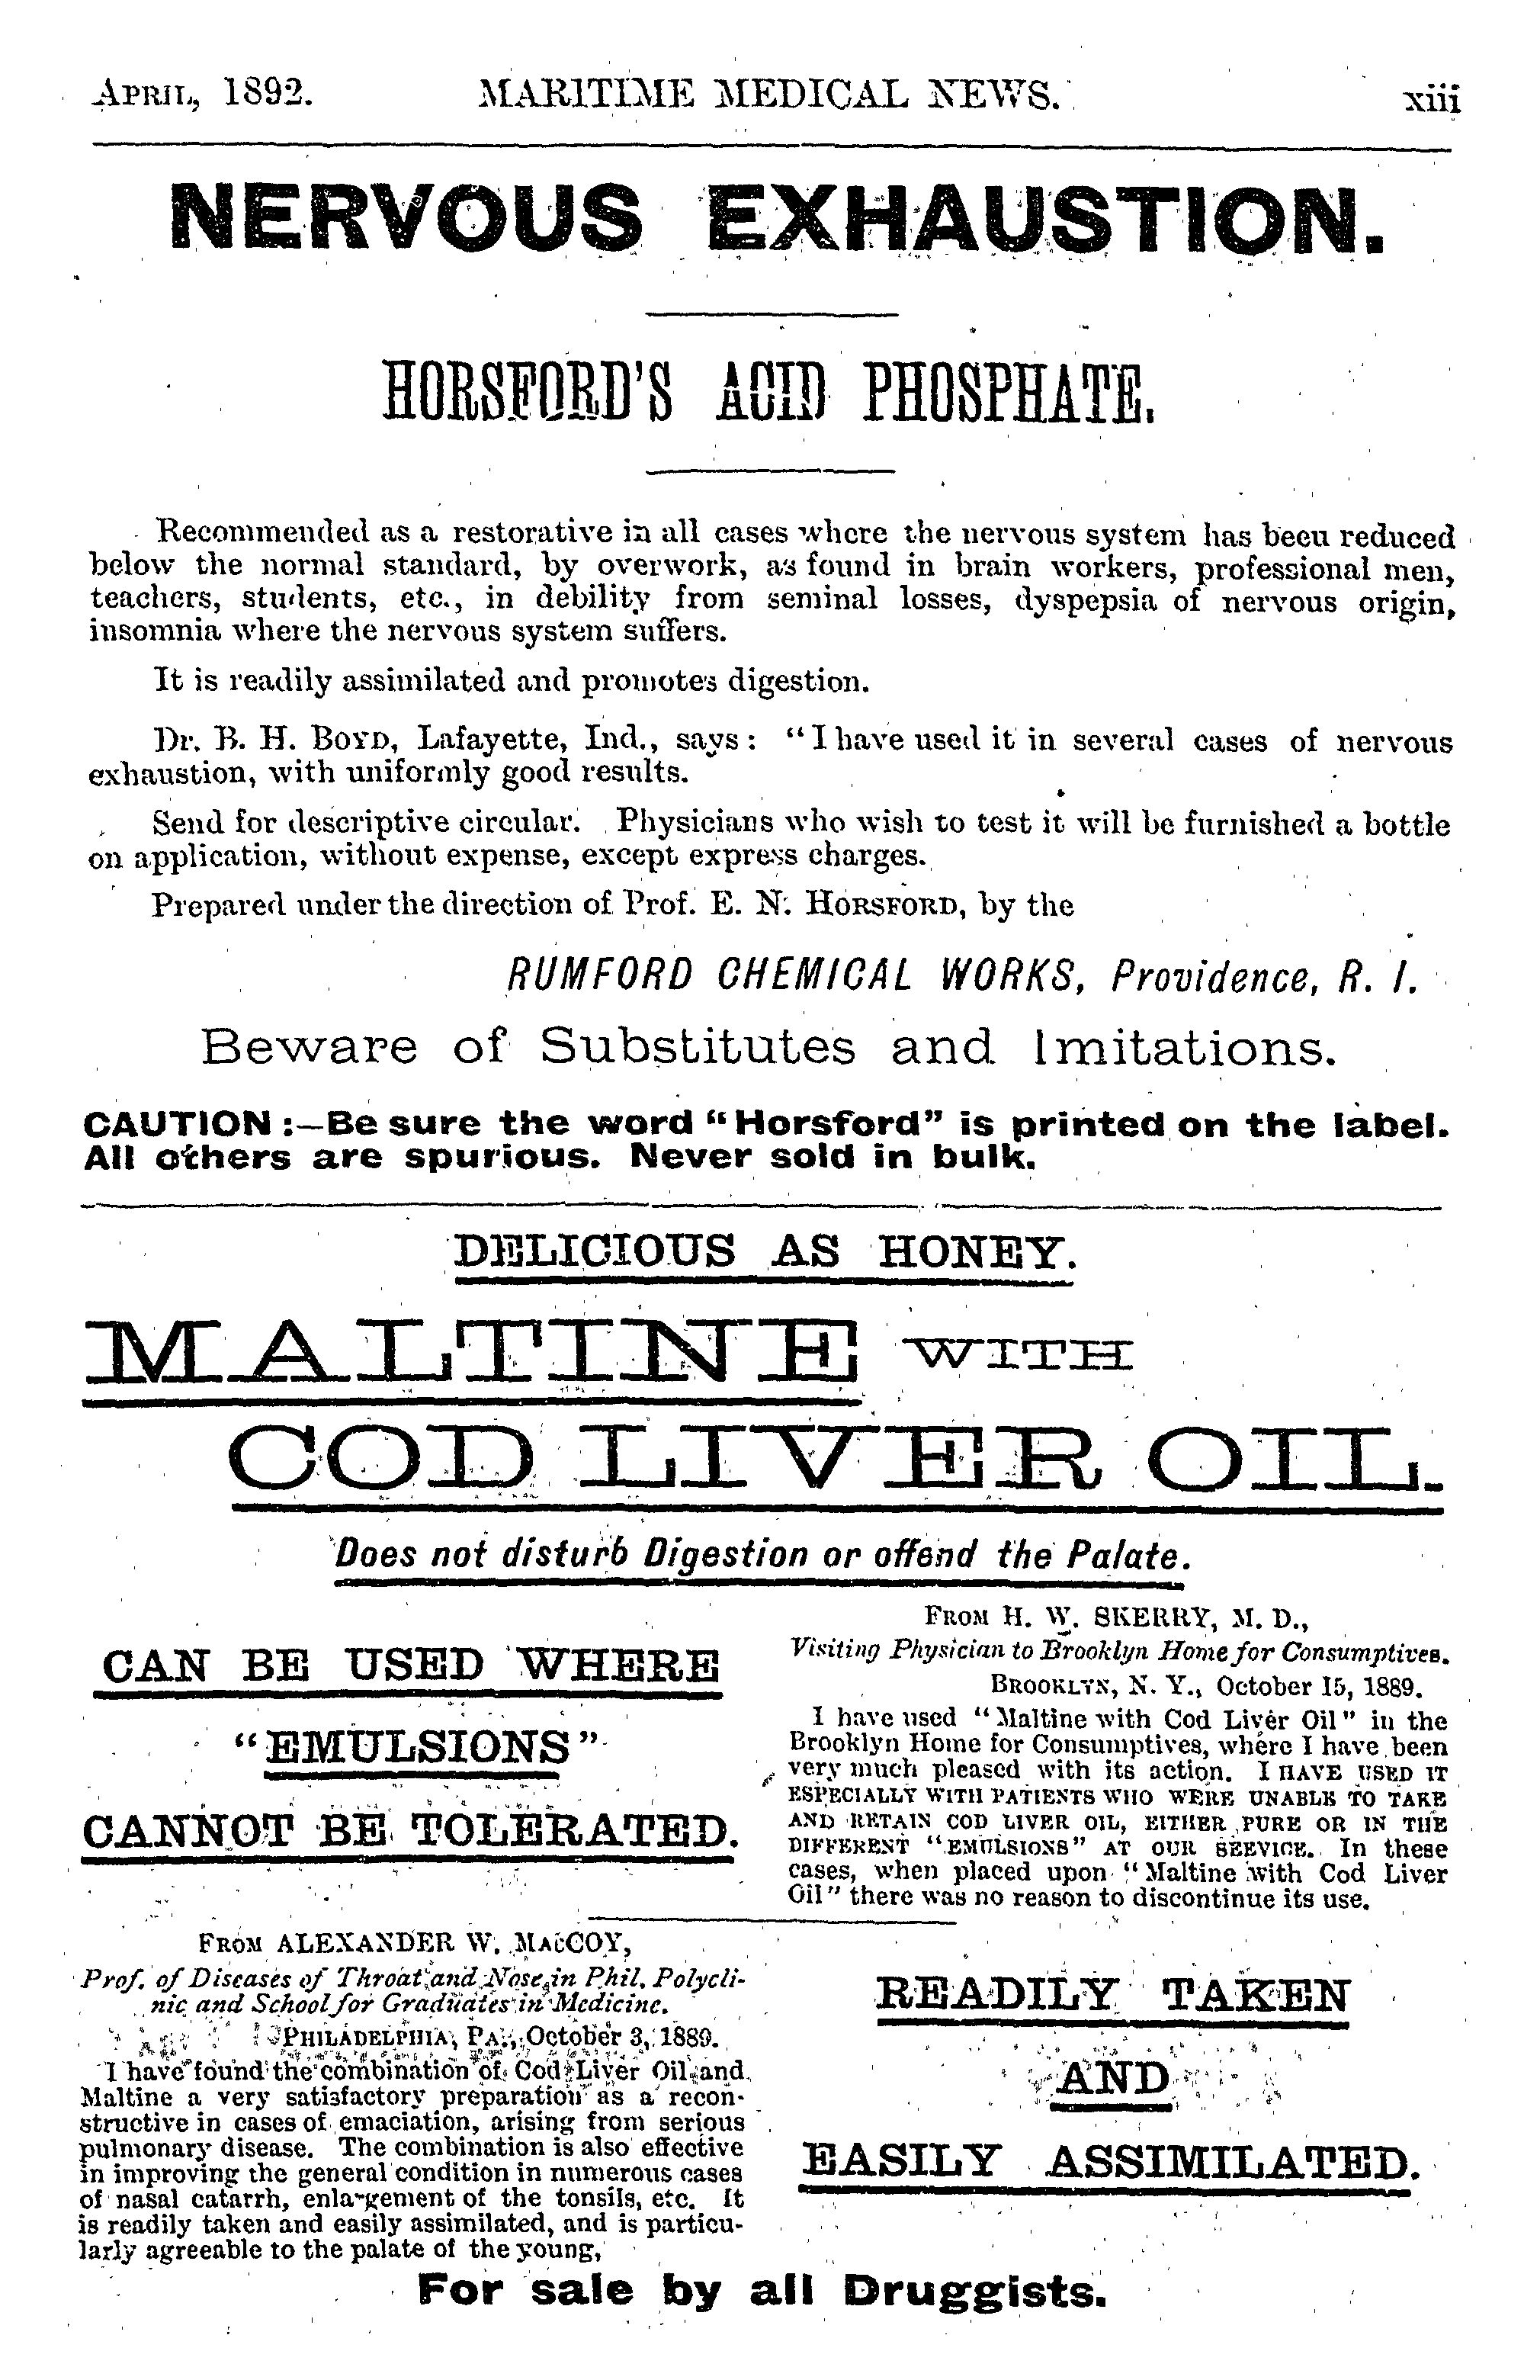 APRIL, 1892. MARITIME MEDICAL NEWS. xiii
NERVOUS EXHAUSTION.
HORSFORD'S ACID PHOSPHATE.
Recommended as a restorative in all cases where the nervous system has been reduced
below the normal standard, by overwork, as found in brain workers, professional men,
teachers, students, etc., in debility from seminal losses, dyspepsia of nervous origin,
insomnia where the nervous system suffers.
It is readily assimilated and promotes digestion.
Dr. B. H. BOYD, Lafayette, Ind., says: "I have used it in several cases of nervous
exhaustion, with uniformly good results.
Send for descriptive circular. Physicians who wish to test it will be furnished a bottle
on application, without expense, except express charges.
Prepared under the direction of Prof. E. N. HORSFORD, by the
RUMFORD CHEMICAL WORKS, Providence, R. I.
Beware of Substitutes and Imitations.
CAUTION :—Be sure the word "Horsford" is printed on the label.
All others are spurious. Never sold in bulk.
DELICIOUS AS HONEY.
MALTINE WITH
COD LIVER OIL.
Does not disturb Digestion or offend the Palate.
CAN BE USED WHERE
"EMULSIONS"
CANNOT BE TOLERATED.
FROM H. W. SKERRY, M. D.,
Visiting Physician to Brooklyn Home for Consumptives.
BROOKLYN, N. Y., October 15, 1889.
I have used "Maltine with Cod Liver Oil" in the
Brooklyn Home for Consumptives, where I have been
very much pleased with its action. I HAVE USED IT
ESPECIALLY WITH PATIENTS WHO WERE UNABLE TO TAKE
AND RETAIN COD LIVER OIL, EITHER PURE OR IN THE
DIFFERENT "EMULSIONS" AT OUR SEEVICE. In these
cases, when placed upon "Maltine with Cod Liver
Oil" there was no reason to discontinue its use.
FROM ALEXANDER W. MACCOY,
Prof. of Diseases of Throat and Nose in Phil. Polycli-
nic and School for Graduates in Medicine.
PHILADELPHIA, PA., October 3, 1889.
I have found the combination of Cod Liver Oil and
Maltine a very satisfactory preparation as a recon-
structive in cases of emaciation, arising from serious
pulmonary disease. The combination is also effective
in improving the general condition in numerous cases
of nasal catarrh, enlargement of the tonsils, etc. It
is readily taken and easily assimilated, and is particu-
larly agreeable to the palate of the young,
READILY TAKEN
AND
EASILY ASSIMILATED.
For sale by all Druggists.